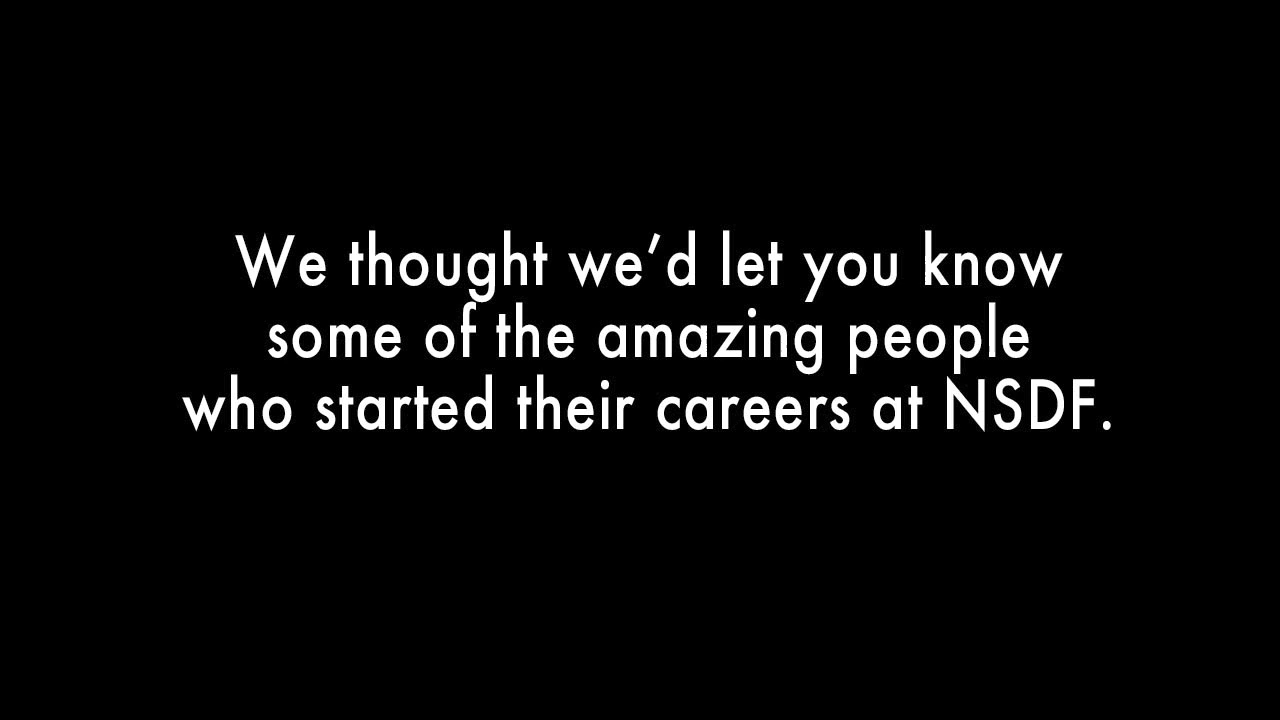 We thought we’d let you know
some of the amazing people
who started their careers at NSDF.